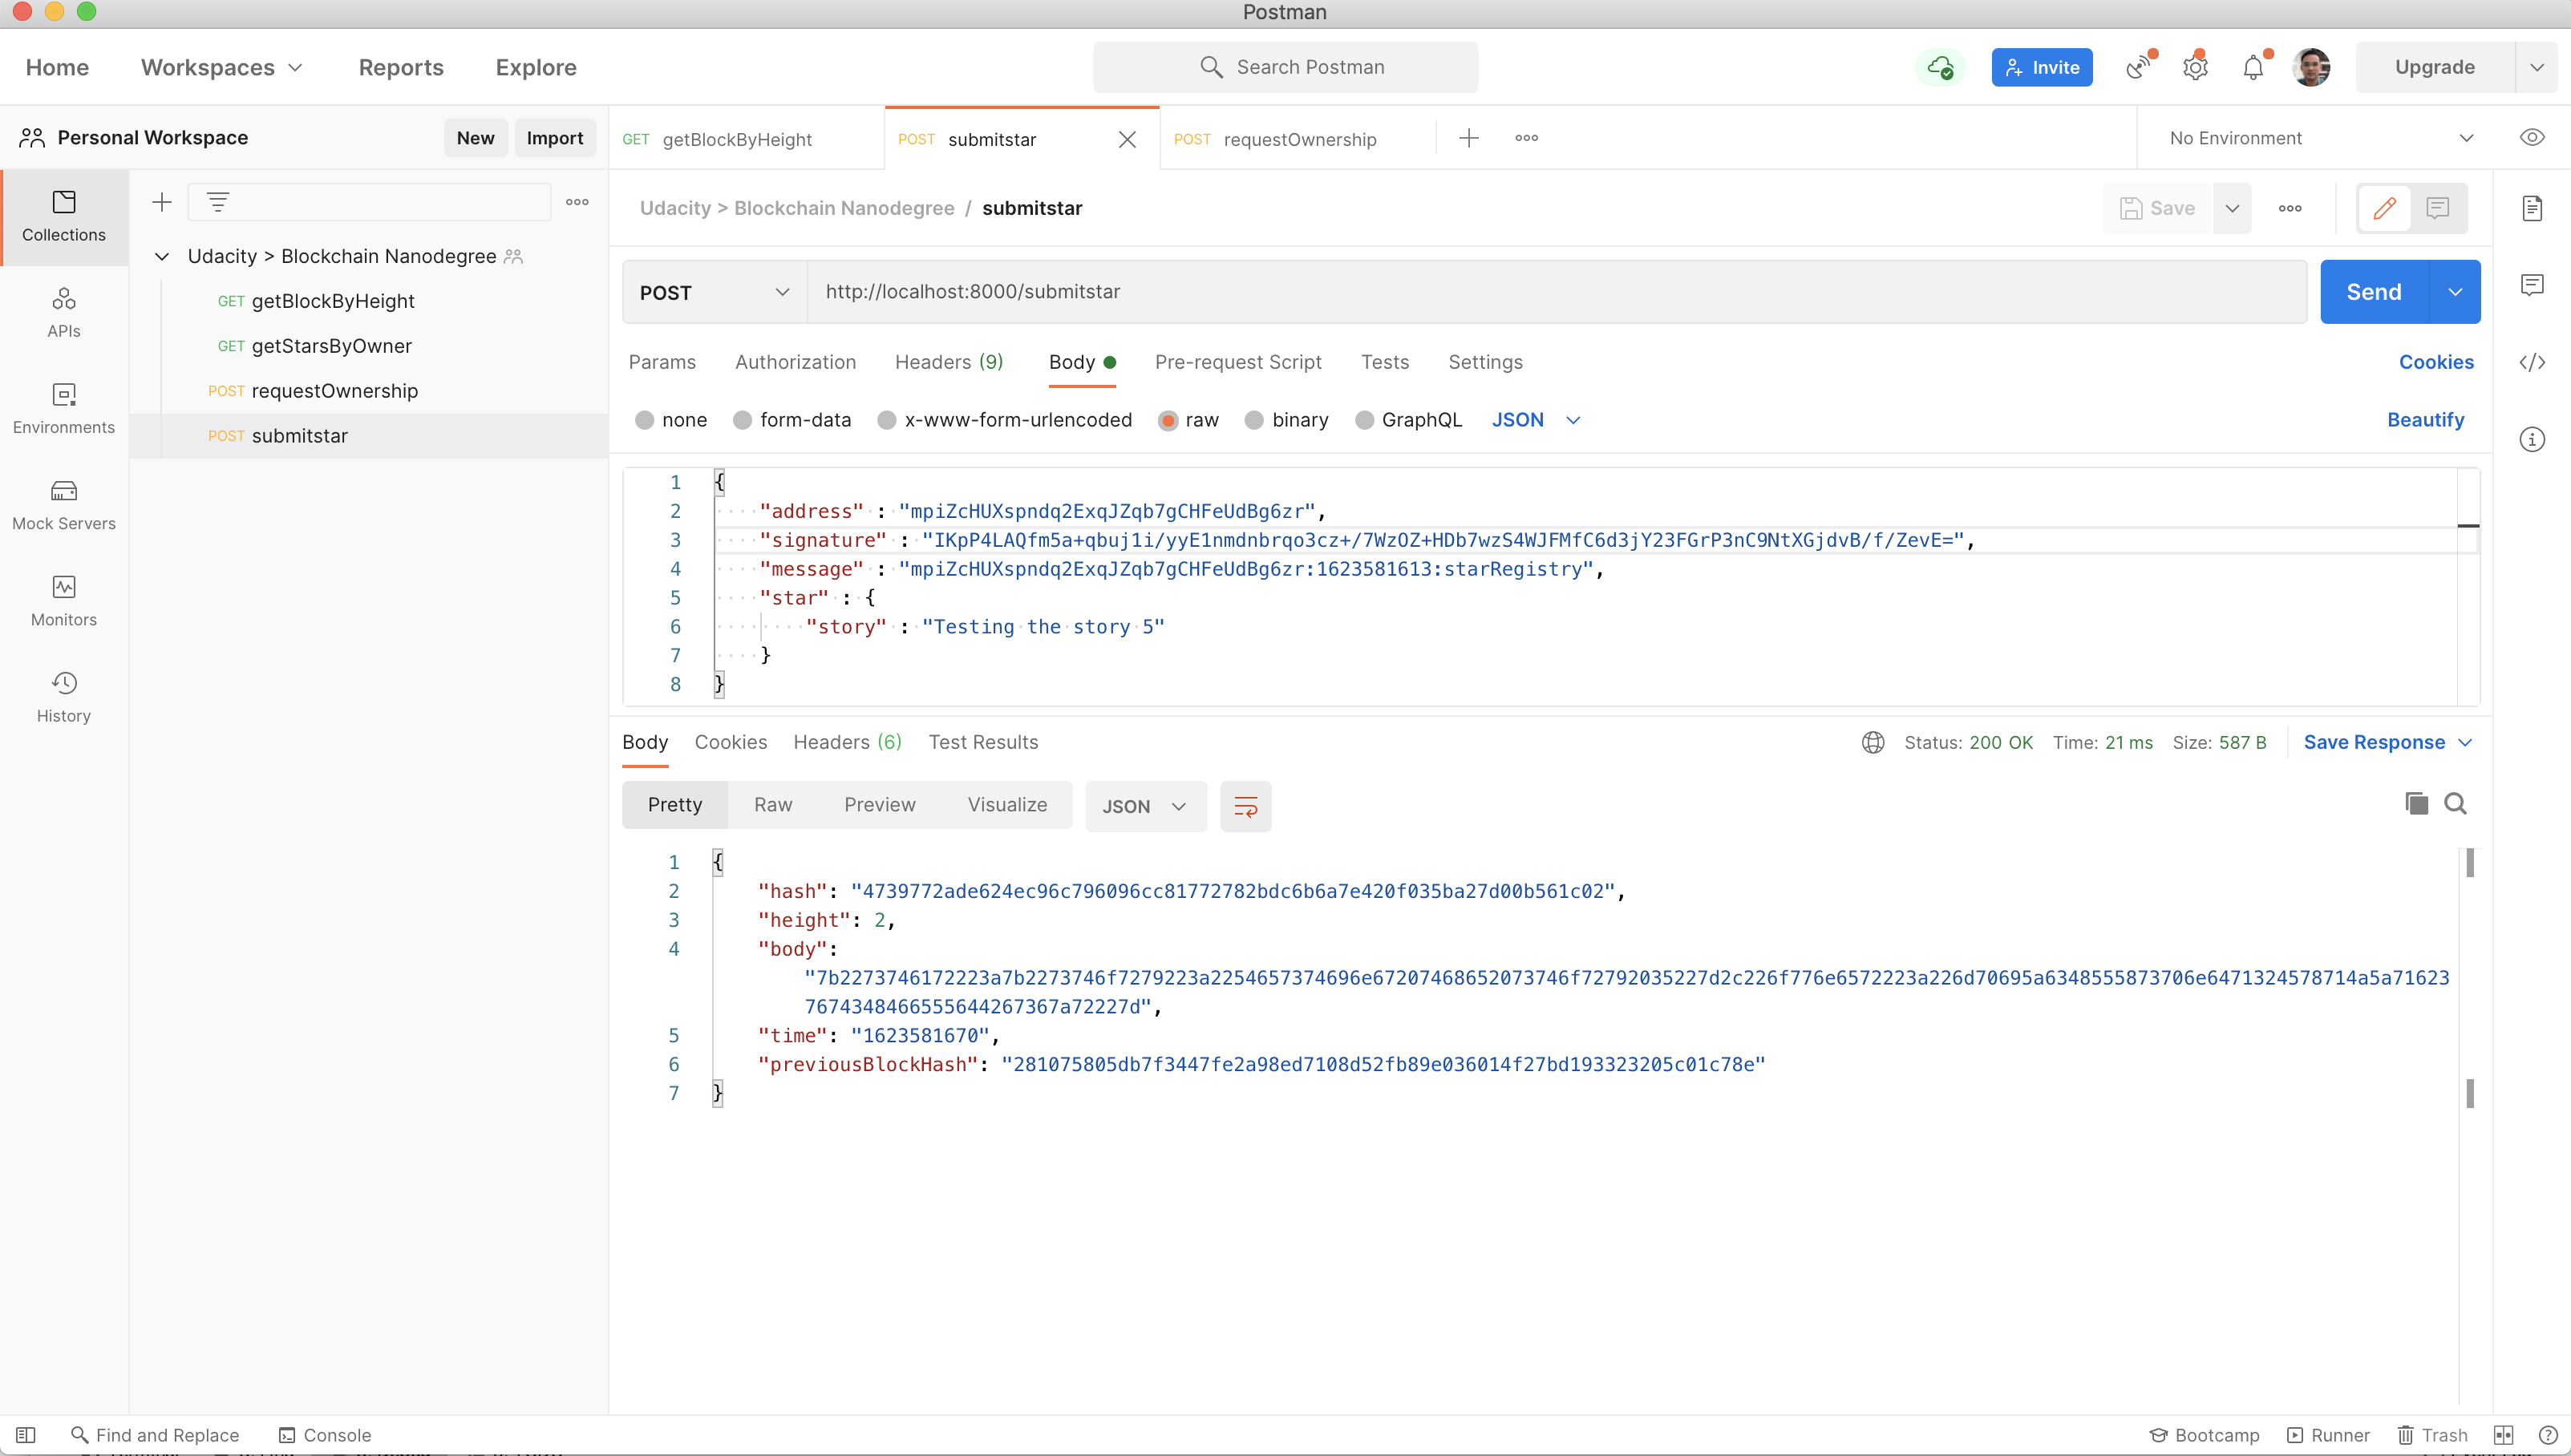 Postman
Home Workspaces Reports Explore Search Postman Invite Upgrade
Personal Workspace New Import GET getBlockByHeight POST submitstar POST requestOwnership No Environment
Collections
APIs
Environments
Mock Servers
Monitors
History
Udacity > Blockchain Nanodegree
GET getBlockByHeight
GET getStarsByOwner
POST requestOwnership
POST submitstar
Udacity > Blockchain Nanodegree / submitstar Save
POST http://localhost:8000/submitstar Send
Params Authorization Headers (9) Body Pre-request Script Tests Settings Cookies
none form-data x-www-form-urlencoded raw binary GraphQL JSON Beautify
1 {
2 "address" : "mpiZcHUXspndq2ExqJZqb7gCHFeUdBg6zr",
3 "signature" : "IKpP4LAQfm5a+qbuj1i/yyE1nmdnbrqo3cz+/7WzOZ+HDb7wzS4WJFMfC6d3jY23FGrP3nC9NtXGjdvB/f/ZevE=",
4 "message" : "mpiZcHUXspndq2ExqJZqb7gCHFeUdBg6zr:1623581613:starRegistry",
5 "star" : {
6 "story" : "Testing the story 5"
7 }
8 }
Body Cookies Headers (6) Test Results Status: 200 OK Time: 21 ms Size: 587 B Save Response
Pretty Raw Preview Visualize JSON
1 {
2 "hash": "4739772ade624ec96c796096cc81772782bdc6b6a7e420f035ba27d00b561c02",
3 "height": 2,
4 "body":
"7b2273746172223a7b2273746f7279223a2254657374696e67207468652073746f72792035227d2c226f776e6572223a226d70695a6348555873706e6471324578714a5a71623
7674348466555644267367a72227d",
5 "time": "1623581670",
6 "previousBlockHash": "281075805db7f3447fe2a98ed7108d52fb89e036014f27bd193323205c01c78e"
7 }
Find and Replace Console Bootcamp Runner Trash